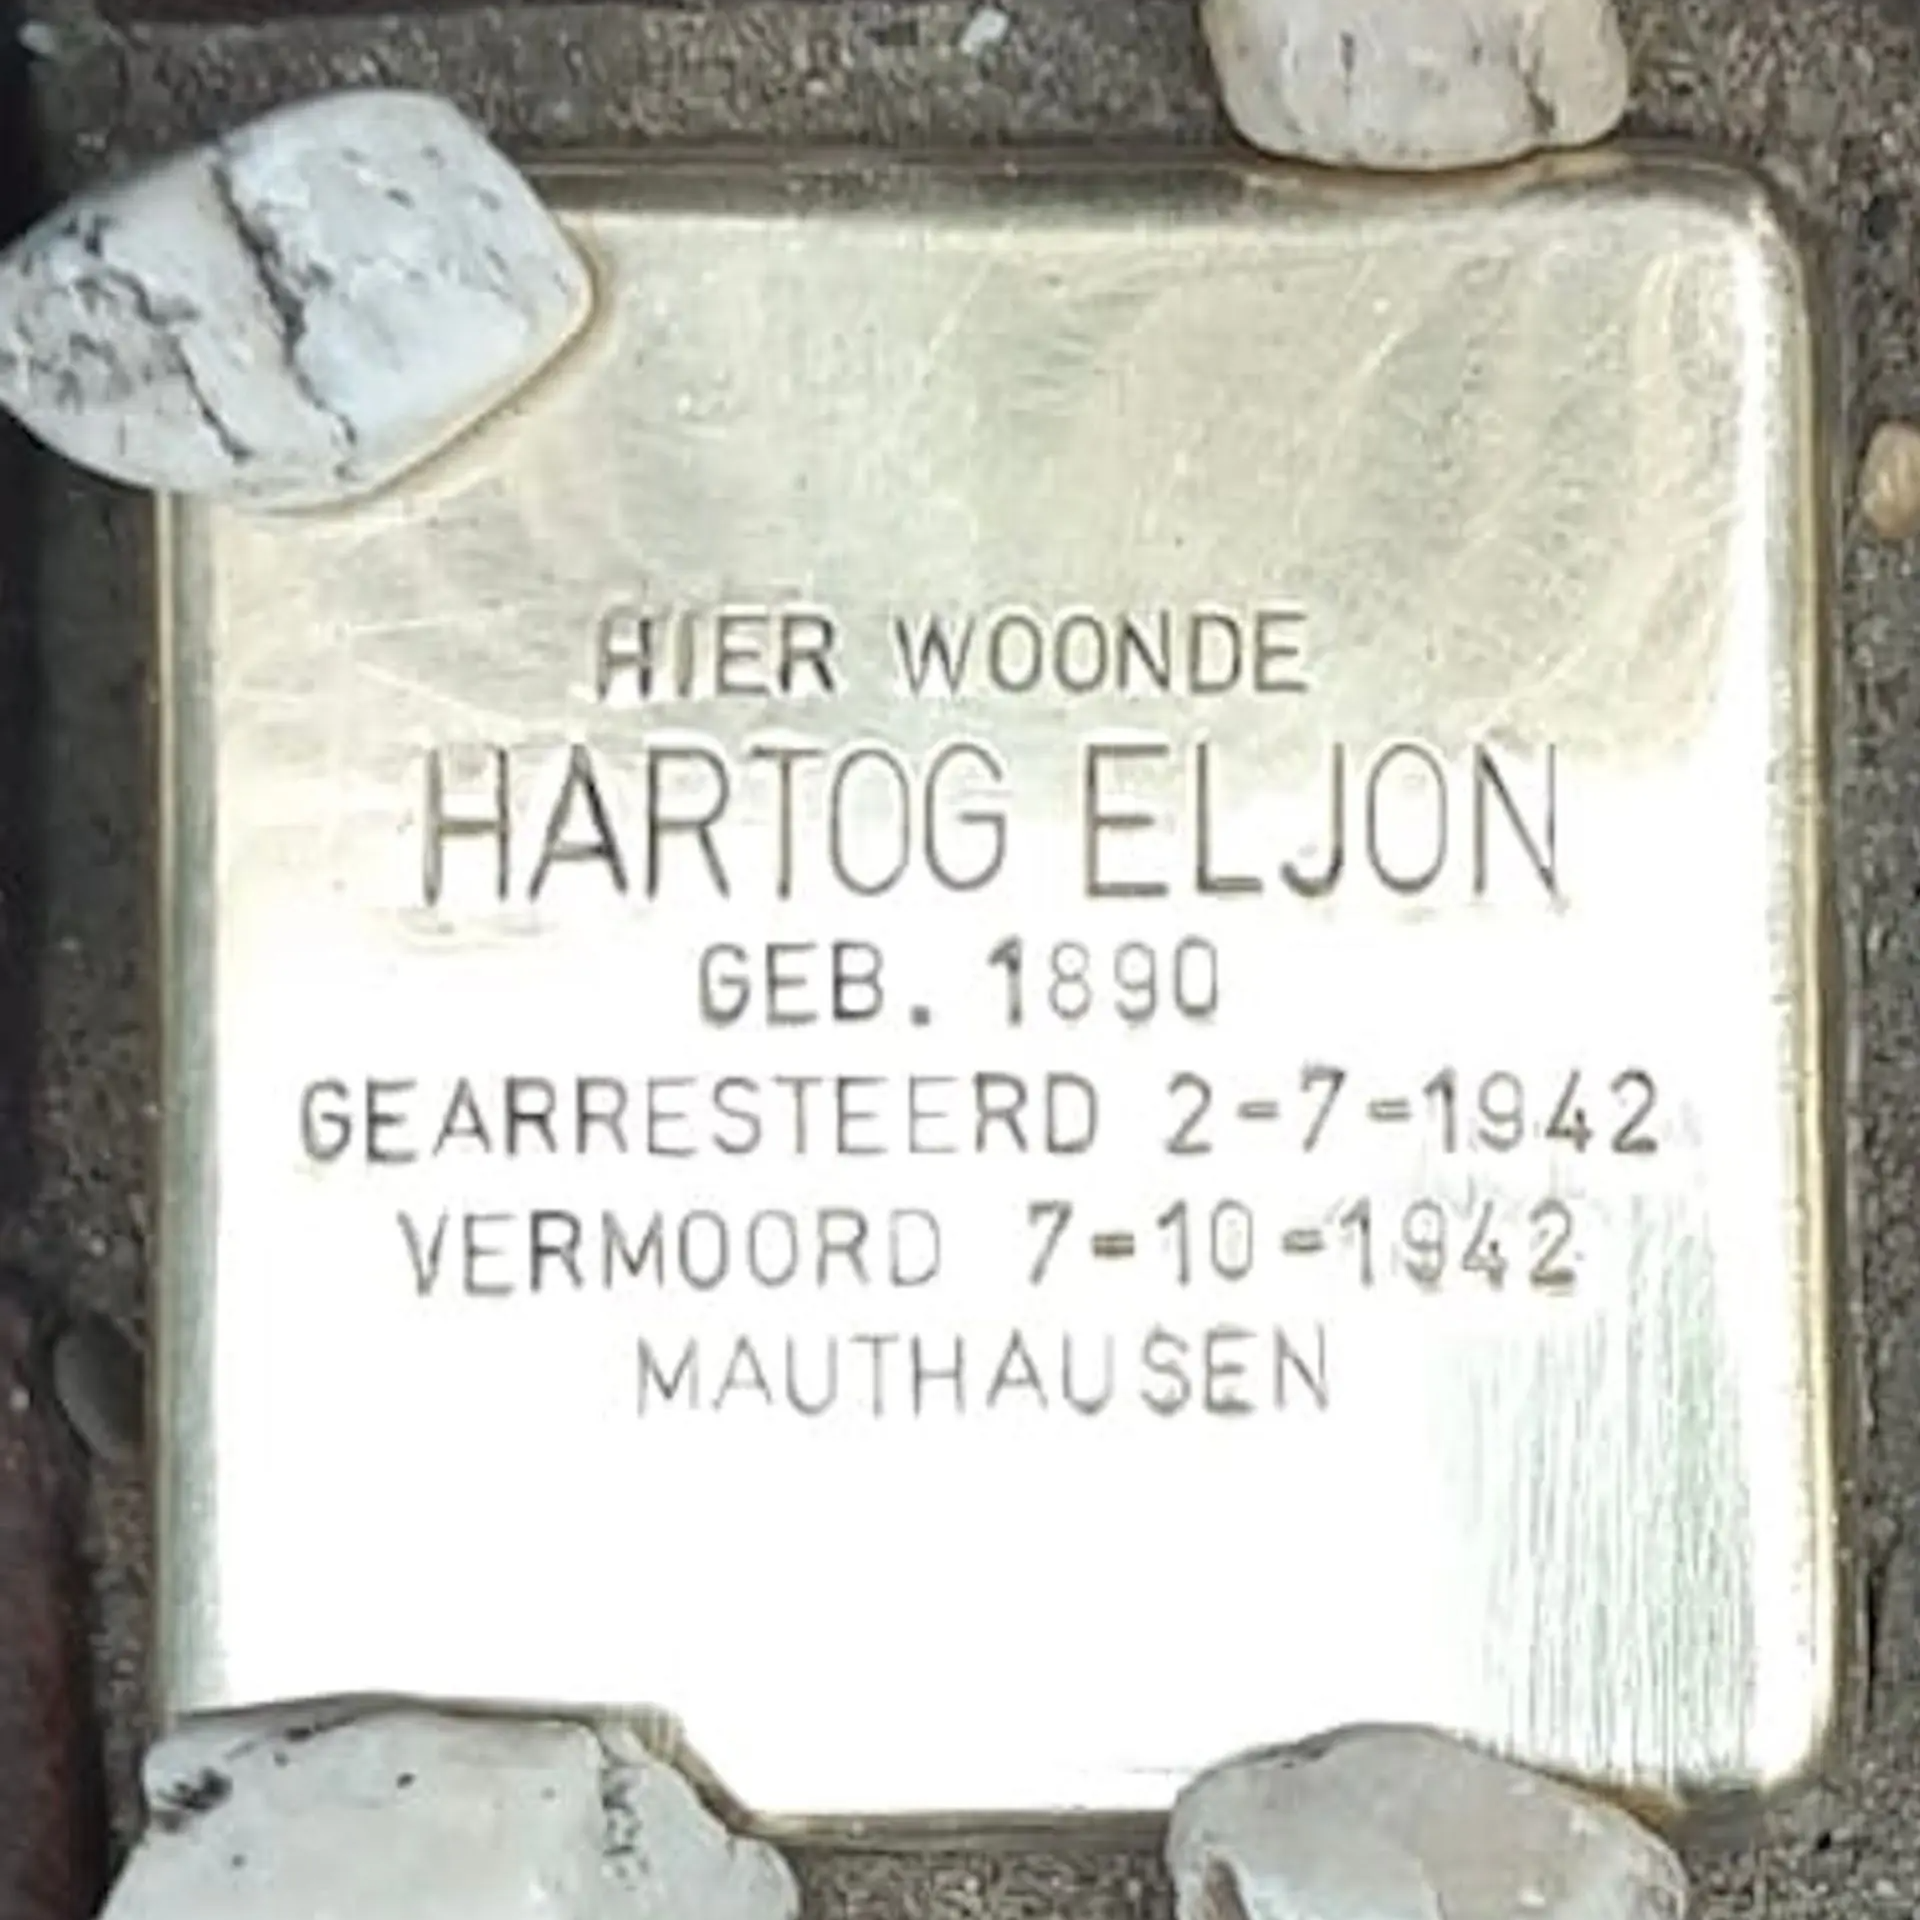 HIER WOONDE
HARTOG ELJON
GEB. 1890
GEARRESTEERD 2-7-1942
VERMOORD 7-10-1942
MAUTHAUSEN